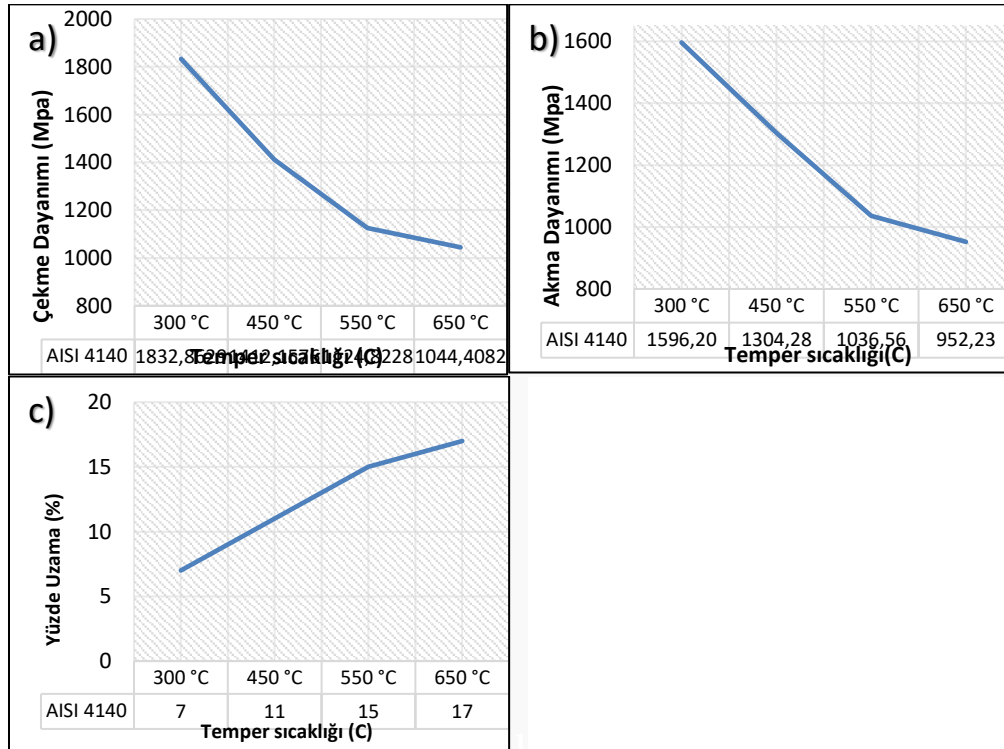 a)
2000
1800
1600
1400
1200
1000
800
Çekme Dayanımı (Mpa)
300 °C 450 °C 550 °C 650 °C
AISI 4140 1044,4082
Temper sıcaklığı (C)
b)
1600
1400
1200
1000
800
Akma Dayanımı (Mpa)
300 °C 450 °C 550 °C 650 °C
AISI 4140 1596,20 1304,28 1036,56 952,23
Temper sıcaklığı(C)
c)
20
15
10
5
0
Yüzde Uzama (%)
300 °C 450 °C 550 °C 650 °C
AISI 4140 7 11 15 17
Temper sıcaklığı (C)